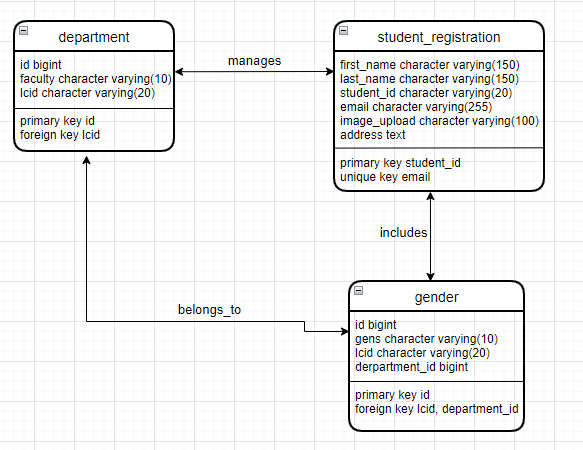 department
id bigint
faculty character varying(10)
lcid character varying(20)
primary key id
foreign key lcid
manages
student_registration
first_name character varying(150)
last_name character varying(150)
student_id character varying(20)
email character varying(255)
image_upload character varying(100)
address text
primary key student_id
unique key email
includes
belongs_to
gender
id bigint
gens character varying(10)
lcid character varying(20)
derpartment_id bigint
primary key id
foreign key lcid, department_id